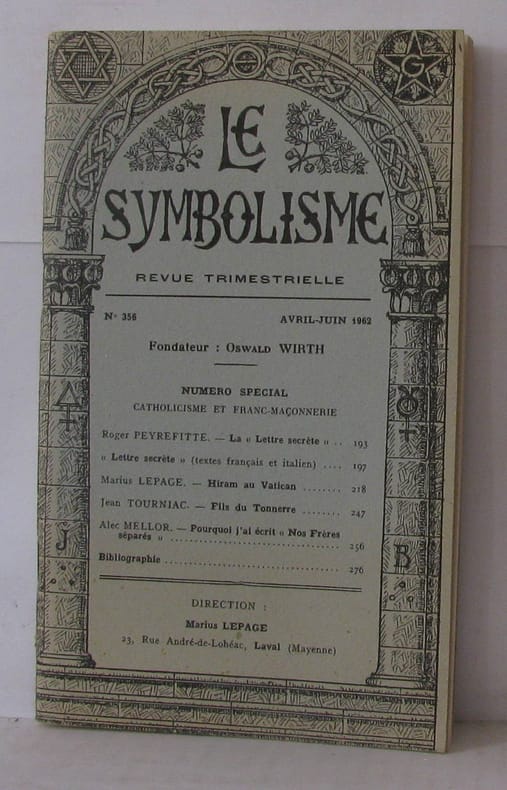 G
LE
SYMBOLISME
REVUE TRIMESTRIELLE
N° 356 AVRIL-JUIN 1962
Fondateur : OSWALD WIRTH
NUMERO SPECIAL
CATHOLICISME ET FRANC-MAÇONNERIE
Roger PEYREFITTE. — La « Lettre secrète » .. 193
« Lettre secrète » (textes français et italien) .... 197
Marius LEPAGE. — Hiram au Vatican ........ 218
Jean TOURNIAC. — Fils du Tonnerre ........ 247
Alec MELLOR. — Pourquoi j'ai écrit « Nos Frères
séparés » ........................................ 256
Bibliographie ........................................ 276
J B
DIRECTION :
Marius LEPAGE
23, Rue André-de-Lohéac, Laval (Mayenne)